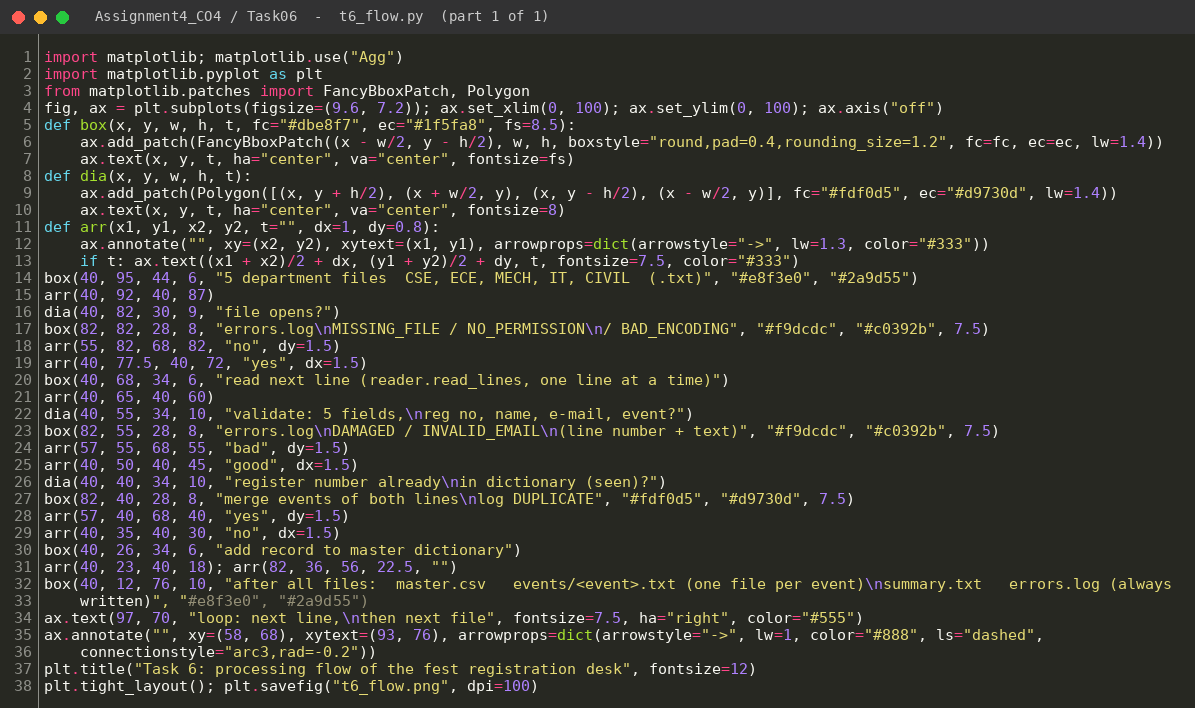 Assignment4_CO4 / Task06  -  t6_flow.py  (part 1 of 1)
1 import matplotlib; matplotlib.use("Agg")
2 import matplotlib.pyplot as plt
3 from matplotlib.patches import FancyBboxPatch, Polygon
4 fig, ax = plt.subplots(figsize=(9.6, 7.2)); ax.set_xlim(0, 100); ax.set_ylim(0, 100); ax.axis("off")
5 def box(x, y, w, h, t, fc="#dbe8f7", ec="#1f5fa8", fs=8.5):
6     ax.add_patch(FancyBboxPatch((x - w/2, y - h/2), w, h, boxstyle="round,pad=0.4,rounding_size=1.2", fc=fc, ec=ec, lw=1.4))
7     ax.text(x, y, t, ha="center", va="center", fontsize=fs)
8 def dia(x, y, w, h, t):
9     ax.add_patch(Polygon([(x, y + h/2), (x + w/2, y), (x, y - h/2), (x - w/2, y)], fc="#fdf0d5", ec="#d9730d", lw=1.4))
10     ax.text(x, y, t, ha="center", va="center", fontsize=8)
11 def arr(x1, y1, x2, y2, t="", dx=1, dy=0.8):
12     ax.annotate("", xy=(x2, y2), xytext=(x1, y1), arrowprops=dict(arrowstyle="->", lw=1.3, color="#333"))
13     if t: ax.text((x1 + x2)/2 + dx, (y1 + y2)/2 + dy, t, fontsize=7.5, color="#333")
14 box(40, 95, 44, 6, "5 department files  CSE, ECE, MECH, IT, CIVIL  (.txt)", "#e8f3e0", "#2a9d55")
15 arr(40, 92, 40, 87)
16 dia(40, 82, 30, 9, "file opens?")
17 box(82, 82, 28, 8, "errors.log\nMISSING_FILE / NO_PERMISSION\n/ BAD_ENCODING", "#f9dcdc", "#c0392b", 7.5)
18 arr(55, 82, 68, 82, "no", dy=1.5)
19 arr(40, 77.5, 40, 72, "yes", dx=1.5)
20 box(40, 68, 34, 6, "read next line (reader.read_lines, one line at a time)")
21 arr(40, 65, 40, 60)
22 dia(40, 55, 34, 10, "validate: 5 fields,\nreg no, name, e-mail, event?")
23 box(82, 55, 28, 8, "errors.log\nDAMAGED / INVALID_EMAIL\n(line number + text)", "#f9dcdc", "#c0392b", 7.5)
24 arr(57, 55, 68, 55, "bad", dy=1.5)
25 arr(40, 50, 40, 45, "good", dx=1.5)
26 dia(40, 40, 34, 10, "register number already\nin dictionary (seen)?")
27 box(82, 40, 28, 8, "merge events of both lines\nlog DUPLICATE", "#fdf0d5", "#d9730d", 7.5)
28 arr(57, 40, 68, 40, "yes", dy=1.5)
29 arr(40, 35, 40, 30, "no", dx=1.5)
30 box(40, 26, 34, 6, "add record to master dictionary")
31 arr(40, 23, 40, 18); arr(82, 36, 56, 22.5, "")
32 box(40, 12, 76, 10, "after all files:  master.csv   events/<event>.txt (one file per event)\nsummary.txt   errors.log (always
33     written)", "#e8f3e0", "#2a9d55")
34 ax.text(97, 70, "loop: next line,\nthen next file", fontsize=7.5, ha="right", color="#555")
35 ax.annotate("", xy=(58, 68), xytext=(93, 76), arrowprops=dict(arrowstyle="->", lw=1, color="#888", ls="dashed",
36     connectionstyle="arc3,rad=-0.2"))
37 plt.title("Task 6: processing flow of the fest registration desk", fontsize=12)
38 plt.tight_layout(); plt.savefig("t6_flow.png", dpi=100)